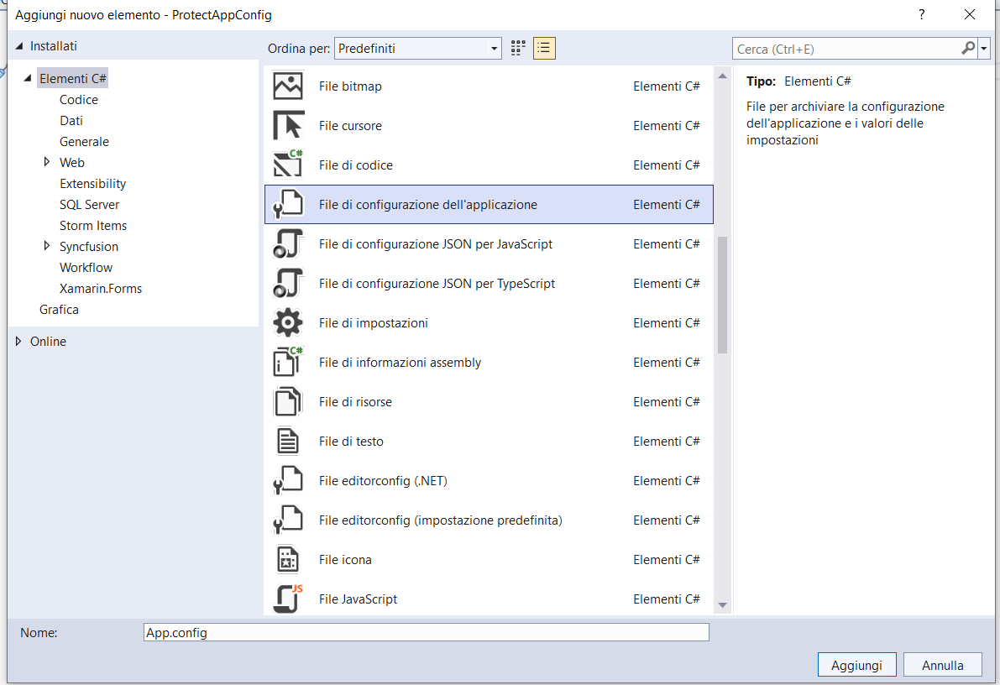 Aggiungi nuovo elemento - ProtectAppConfig
?
Installati
Ordina per: Predefiniti
Cerca (Ctrl+E)
Elementi C#
Codice
Dati
Generale
Web
Extensibility
SQL Server
Storm Items
Syncfusion
Workflow
Xamarin.Forms
Grafica
Online
File bitmap Elementi C#
File cursore Elementi C#
C#
File di codice Elementi C#
File di configurazione dell'applicazione Elementi C#
File di configurazione JSON per JavaScript Elementi C#
File di configurazione JSON per TypeScript Elementi C#
File di impostazioni Elementi C#
C#
File di informazioni assembly Elementi C#
File di risorse Elementi C#
File di testo Elementi C#
File editorconfig (.NET) Elementi C#
File editorconfig (impostazione predefinita) Elementi C#
File icona Elementi C#
JS
File JavaScript Elementi C#
Tipo: Elementi C#
File per archiviare la configurazione
dell'applicazione e i valori delle
impostazioni
Nome: App.config
Aggiungi Annulla